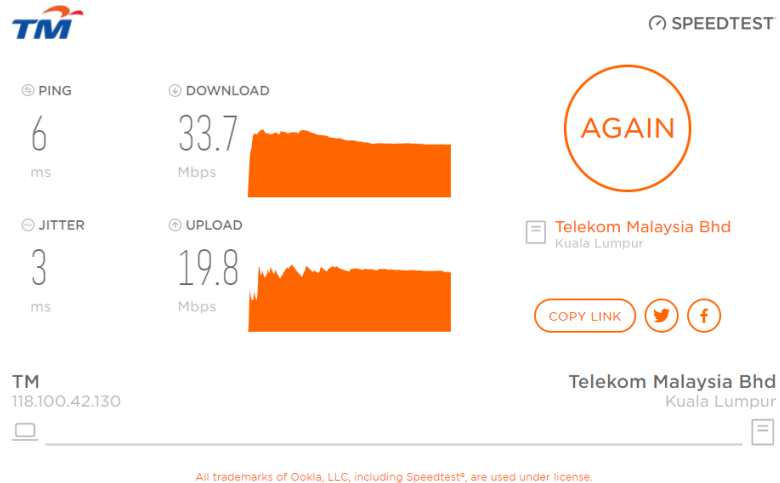 TM
SPEEDTEST
PING
DOWNLOAD
6
33.7
ms
Mbps
AGAIN
JITTER
UPLOAD
3
19.8
ms
Mbps
Telekom Malaysia Bhd
Kuala Lumpur
COPY LINK
TM
118.100.42.130
Telekom Malaysia Bhd
Kuala Lumpur
All trademarks of Ookla, LLC, including Speedtest®, are used under license.